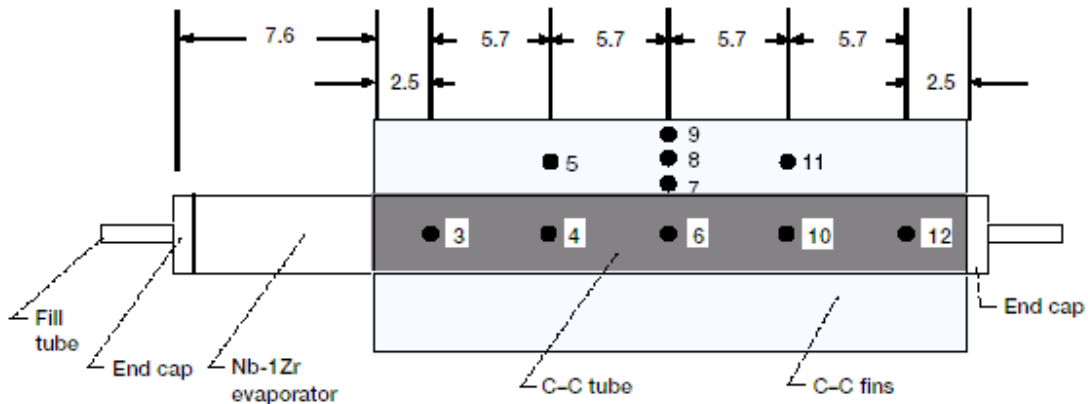 7.6
5.7
5.7
5.7
5.7
2.5
2.5
9
5
8
11
7
3
4
6
10
12
Fill
tube
End cap
Nb-1Zr
evaporator
C–C tube
C–C fins
End cap